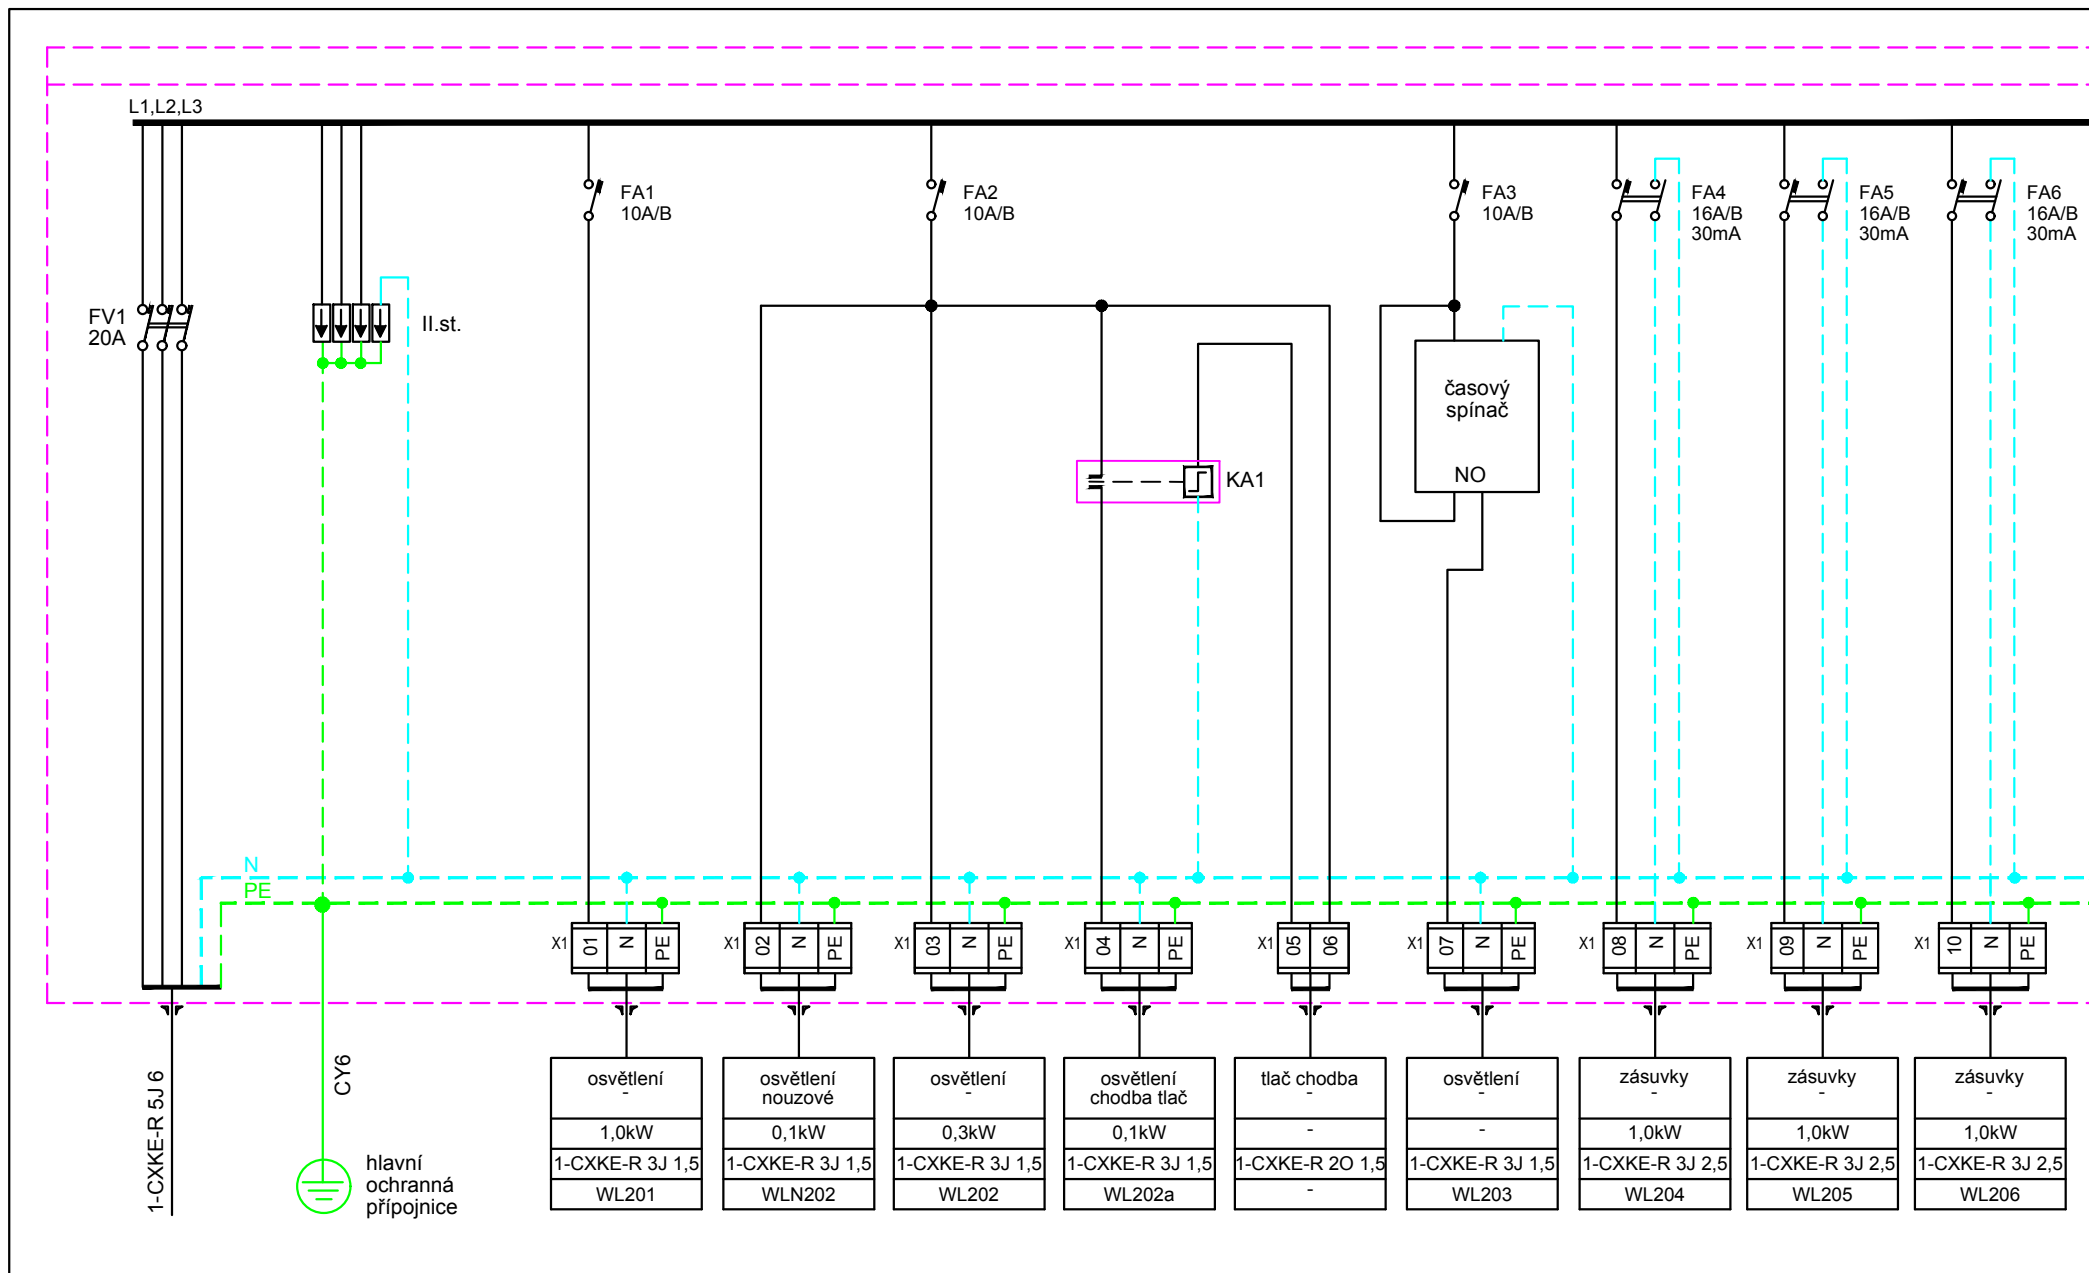 L1,L2,L3
FV1
20A
II.st.
FA1
10A/B
FA2
10A/B
FA3
10A/B
FA4
16A/B
30mA
FA5
16A/B
30mA
FA6
16A/B
30mA
časový
spínač
NO
KA1
N
PE
X1 01 N PE
X1 02 N PE
X1 03 N PE
X1 04 N PE
X1 05 06
X1 07 N PE
X1 08 N PE
X1 09 N PE
X1 10 N PE
1-CXKE-R 5J 6
CY6
hlavní
ochranná
přípojnice
osvětlení
-
1,0kW
1-CXKE-R 3J 1,5
WL201
osvětlení
nouzové
0,1kW
1-CXKE-R 3J 1,5
WLN202
osvětlení
-
0,3kW
1-CXKE-R 3J 1,5
WL202
osvětlení
chodba tlač
0,1kW
1-CXKE-R 3J 1,5
WL202a
tlač chodba
-
-
1-CXKE-R 2O 1,5
-
osvětlení
-
-
1-CXKE-R 3J 1,5
WL203
zásuvky
-
1,0kW
1-CXKE-R 3J 2,5
WL204
zásuvky
-
1,0kW
1-CXKE-R 3J 2,5
WL205
zásuvky
-
1,0kW
1-CXKE-R 3J 2,5
WL206